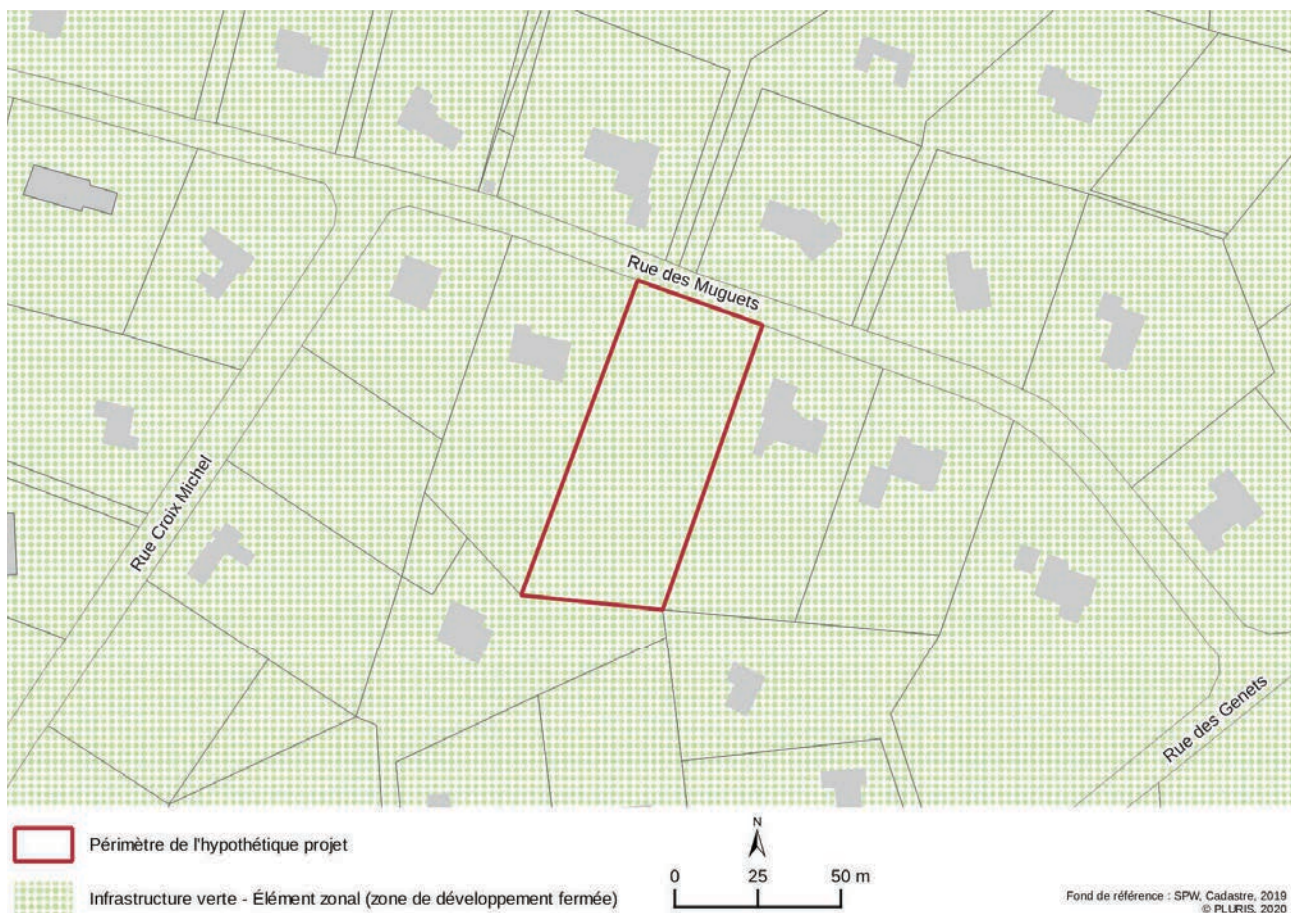 Rue des Muguets
Rue Croix Michel
Rue des Genets
Périmètre de l'hypothétique projet
Infrastructure verte - Élément zonal (zone de développement fermée)
N
0 25 50 m
Fond de référence : SPW, Cadastre, 2019
© PLURIS, 2020